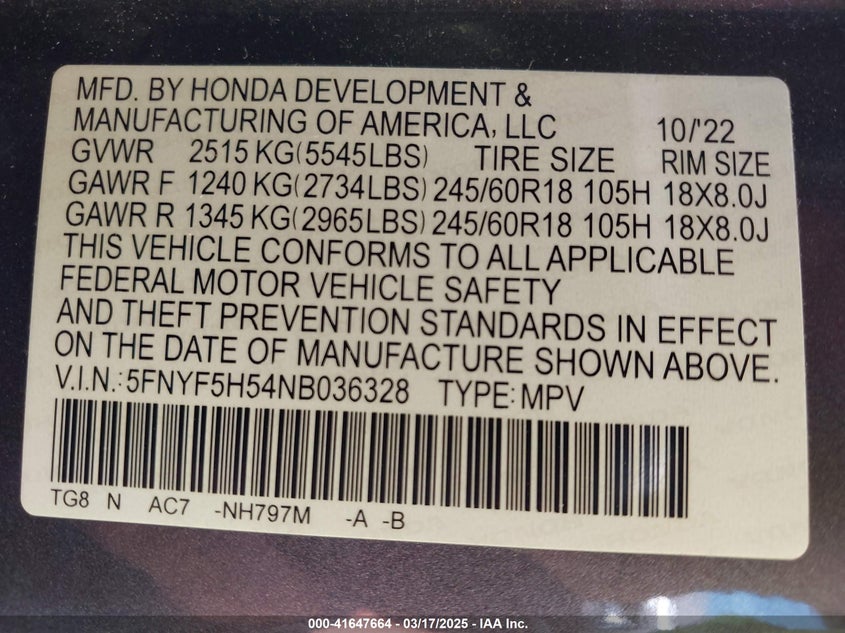 MFD. BY HONDA DEVELOPMENT &
MANUFACTURING OF AMERICA, LLC 10/'22
GVWR 2515 KG(5545LBS) TIRE SIZE RIM SIZE
GAWR F 1240 KG(2734LBS) 245/60R18 105H 18X8.0J
GAWR R 1345 KG(2965LBS) 245/60R18 105H 18X8.0J
THIS VEHICLE CONFORMS TO ALL APPLICABLE
FEDERAL MOTOR VEHICLE SAFETY
AND THEFT PREVENTION STANDARDS IN EFFECT
ON THE DATE OF MANUFACTURE SHOWN ABOVE.
V.I.N.:5FNYF5H54NB036328 TYPE:MPV
TG8 N AC7 -NH797M -A -B
000-41647664 — 03/17/2025 — IAA Inc.